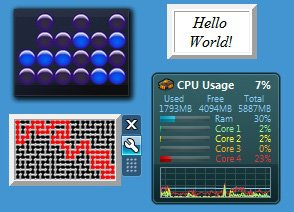 Hello
World!
CPU Usage 7%
Used Free Total
1793MB 4094MB 5887MB
Ram 30%
Core 1 2%
Core 2 2%
Core 3 0%
Core 4 23%